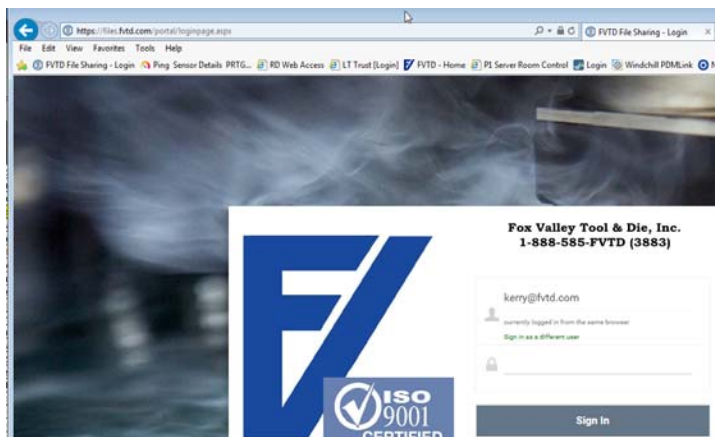 https://files.fvtd.com/portal/loginpage.aspx
FVTD File Sharing - Login
File Edit View Favorites Tools Help
FVTD File Sharing - Login Ping Sensor Details PRTG... RD Web Access LT Trust [Login] FVTD - Home P1 Server Room Control Login Windchill PDMLink
Fox Valley Tool & Die, Inc.
1-888-585-FVTD (3883)
kerry@fvtd.com
currently logged in from the same browser
Sign in as a different user
Sign In
FV
ISO
9001
CERTIFIED